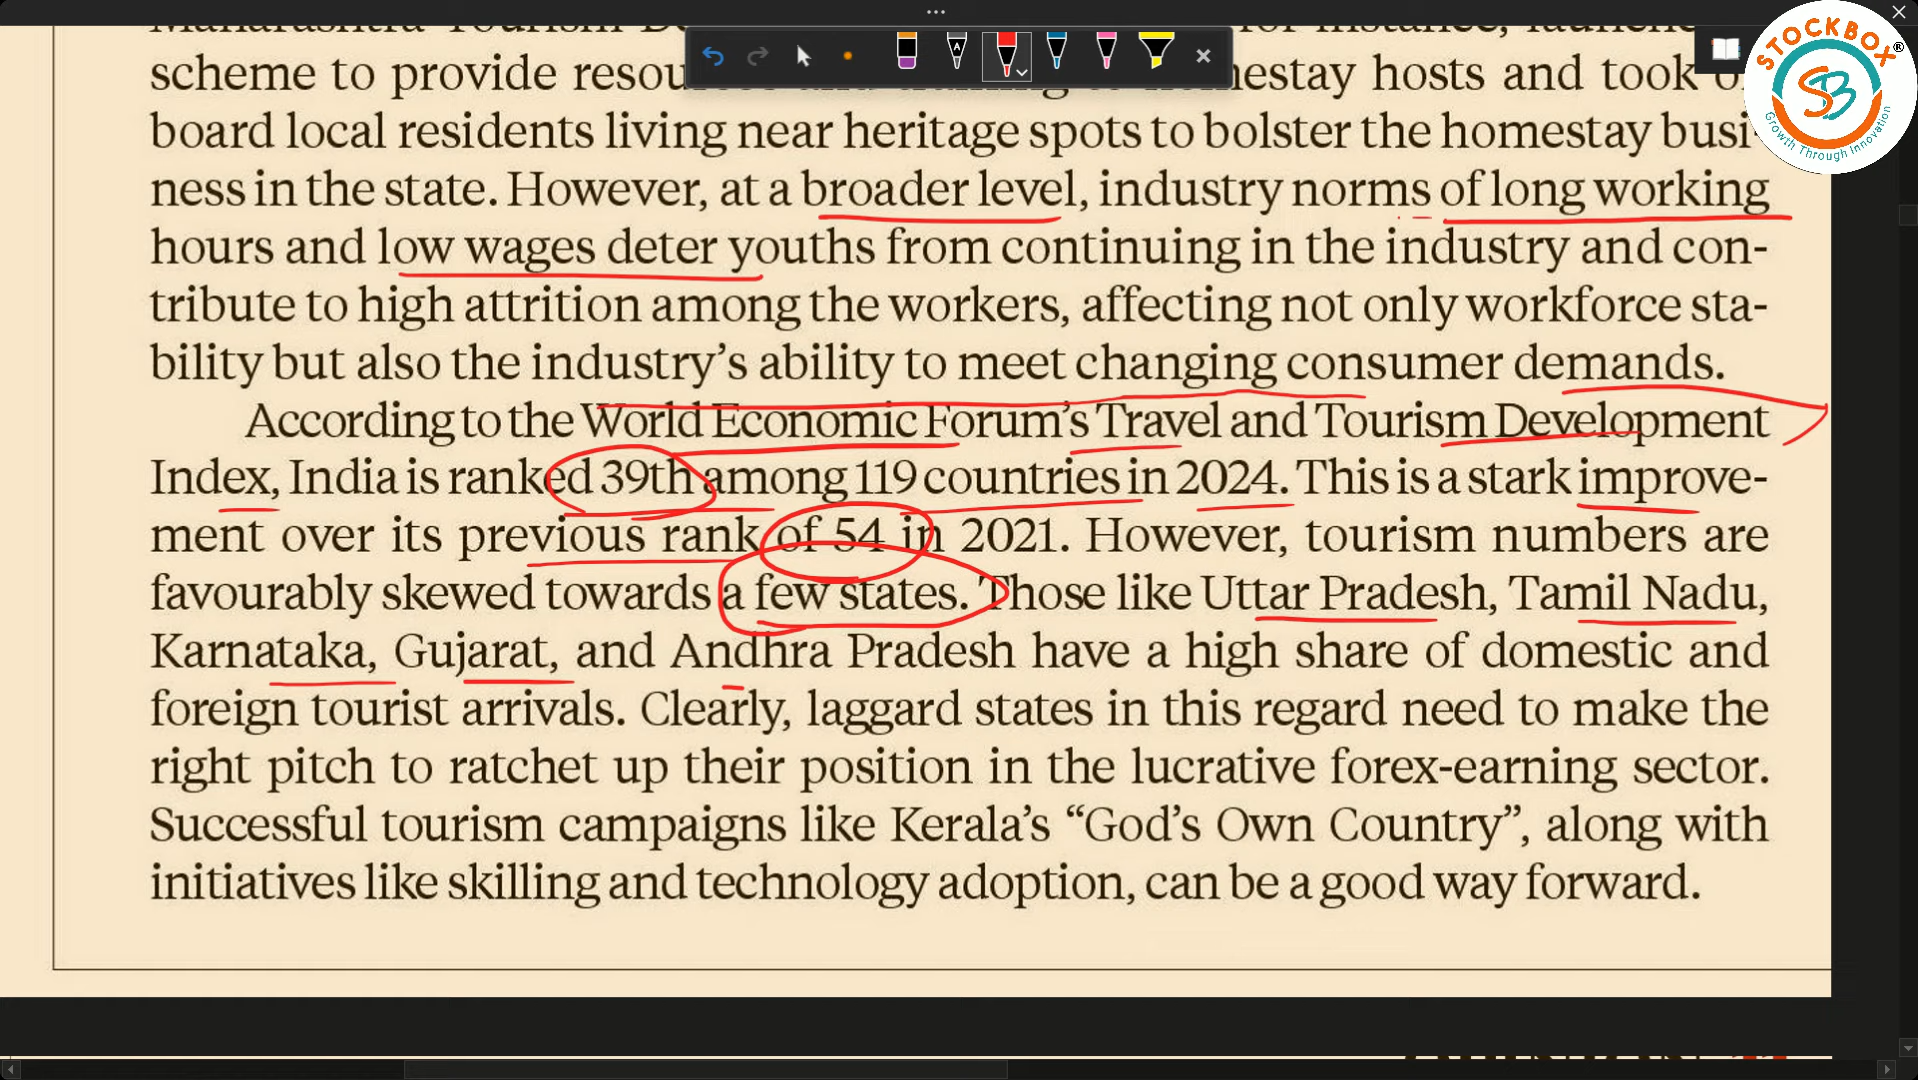 STOCKBOX®
SB
Growth Through Innovation
scheme to provide resou homestay hosts and took
board local residents living near heritage spots to bolster the homestay busi-
ness in the state. However, at a broader level, industry norms of long working
hours and low wages deter youths from continuing in the industry and con-
tribute to high attrition among the workers, affecting not only workforce sta-
bility but also the industry’s ability to meet changing consumer demands.
According to the World Economic Forum’s Travel and Tourism Development
Index, India is ranked 39th among 119 countries in 2024. This is a stark improve-
ment over its previous rank of 54 in 2021. However, tourism numbers are
favourably skewed towards a few states. Those like Uttar Pradesh, Tamil Nadu,
Karnataka, Gujarat, and Andhra Pradesh have a high share of domestic and
foreign tourist arrivals. Clearly, laggard states in this regard need to make the
right pitch to ratchet up their position in the lucrative forex-earning sector.
Successful tourism campaigns like Kerala’s “God’s Own Country”, along with
initiatives like skilling and technology adoption, can be a good way forward.